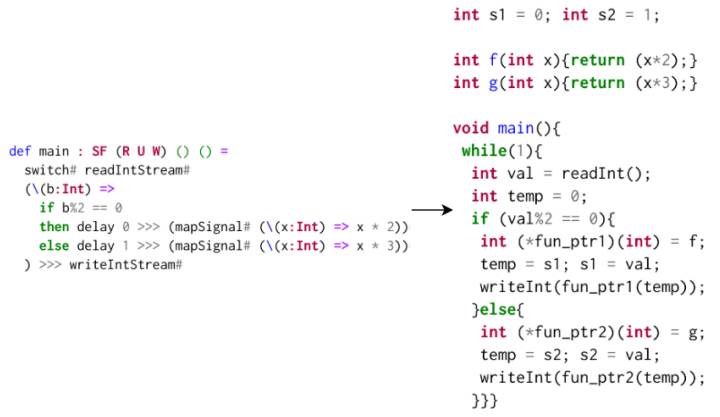 def main : SF (R U W) () () =
  switch# readIntStream#
  (\(b:Int) =>
    if b%2 == 0
    then delay 0 >>> (mapSignal# (\(x:Int) => x * 2))
    else delay 1 >>> (mapSignal# (\(x:Int) => x * 3))
  ) >>> writeIntStream#
int s1 = 0; int s2 = 1;
int f(int x){return (x*2);}
int g(int x){return (x*3);}
void main(){
 while(1){
  int val = readInt();
  int temp = 0;
  if (val%2 == 0){
   int (*fun_ptr1)(int) = f;
   temp = s1; s1 = val;
   writeInt(fun_ptr1(temp));
  }else{
   int (*fun_ptr2)(int) = g;
   temp = s2; s2 = val;
   writeInt(fun_ptr2(temp));
  }}}